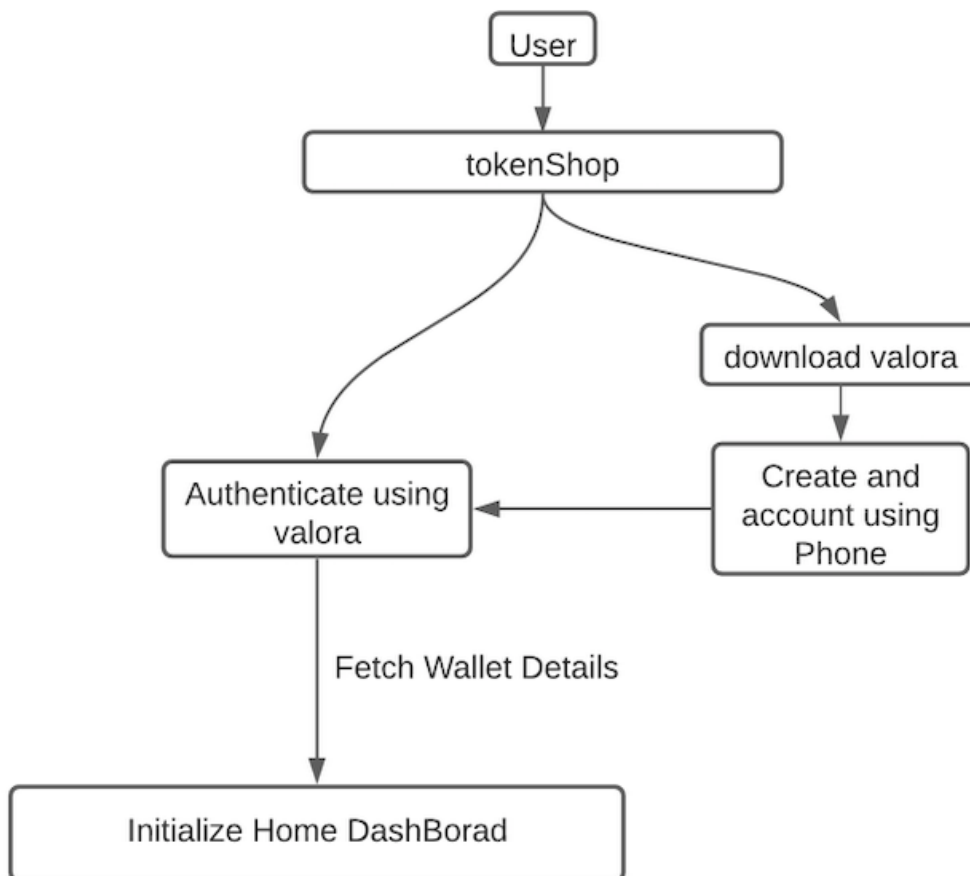 User
tokenShop
download valora
Authenticate using
valora
Create and
account using
Phone
Fetch Wallet Details
Initialize Home DashBorad